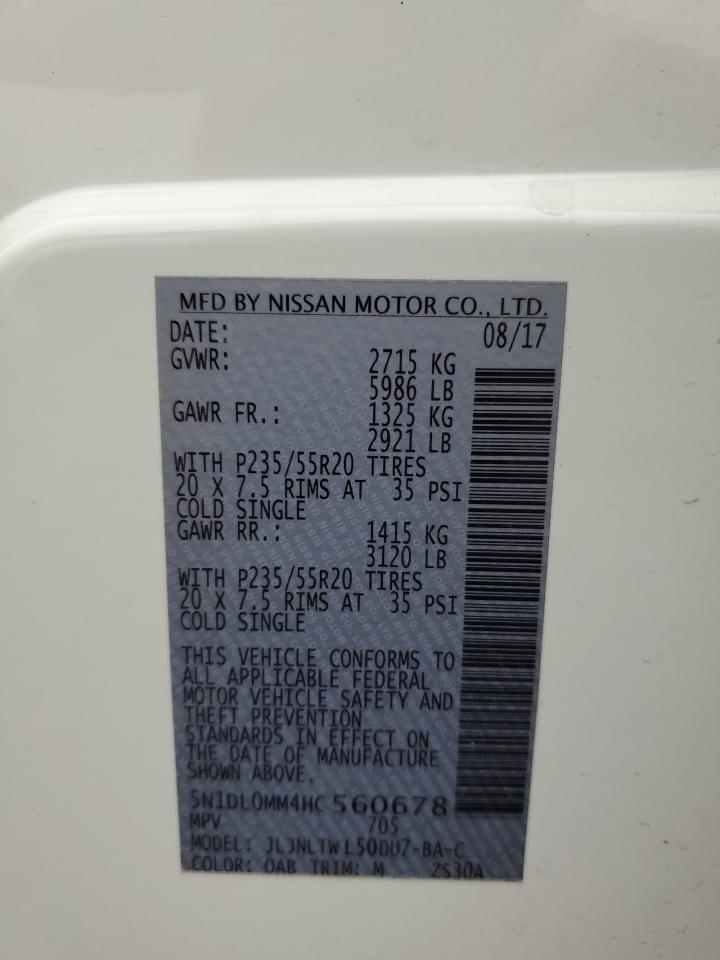 MFD BY NISSAN MOTOR CO., LTD.
DATE: 08/17
GVWR: 2715 KG
5986 LB
GAWR FR.: 1325 KG
2921 LB
WITH P235/55R20 TIRES
20 X 7.5 RIMS AT 35 PSI
COLD SINGLE
GAWR RR.: 1415 KG
3120 LB
WITH P235/55R20 TIRES
20 X 7.5 RIMS AT 35 PSI
COLD SINGLE
THIS VEHICLE CONFORMS TO
ALL APPLICABLE FEDERAL
MOTOR VEHICLE SAFETY AND
THEFT PREVENTION
STANDARDS IN EFFECT ON
THE DATE OF MANUFACTURE
SHOWN ABOVE.
5N1DL0MM4HC 560678
MPV 705
MODEL: JLJNLTWL50DU7-BA-C
COLOR: QAB TRIM: M ZS30A